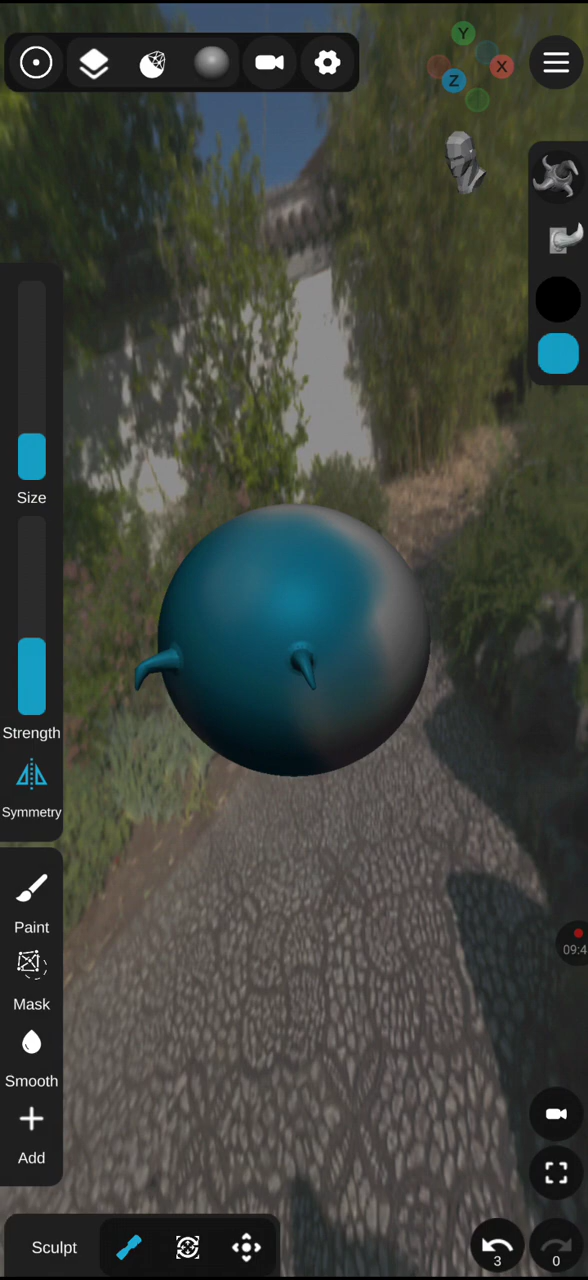 Y
X
Z
Size
Strength
Symmetry
Paint
Mask
Smooth
Add
09:4
Sculpt
3
0